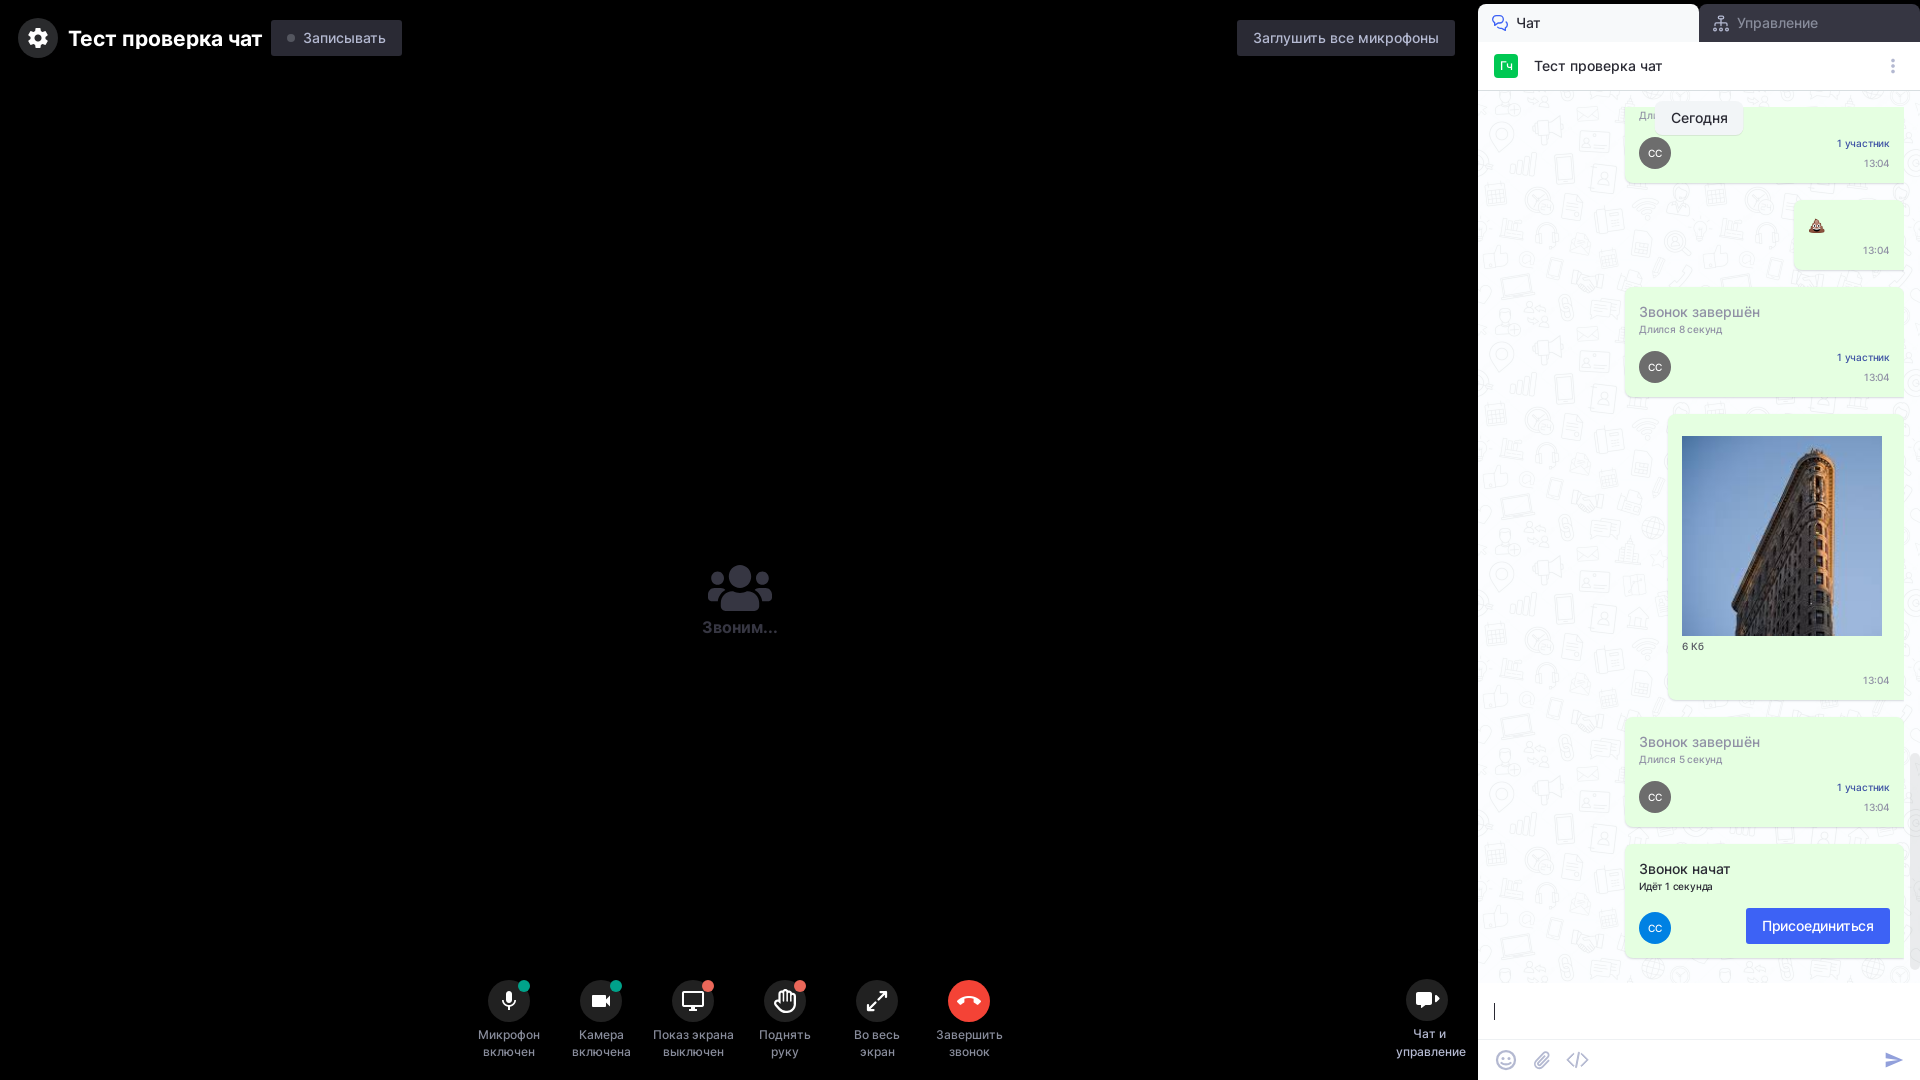 Тест проверка чат
Записывать
Заглушить все микрофоны
Звоним...
Микрофон
включен
Камера
включена
Показ экрана
выключен
Поднять
руку
Во весь
экран
Завершить
звонок
Чат и
управление
Чат
Управление
Гч
Тест проверка чат
Сегодня
СС
1 участник
13:04
13:04
Звонок завершён
Длился 8 секунд
СС
1 участник
13:04
6 Кб
13:04
Звонок завершён
Длился 5 секунд
СС
1 участник
13:04
Звонок начат
Идёт 1 секунда
СС
Присоединиться